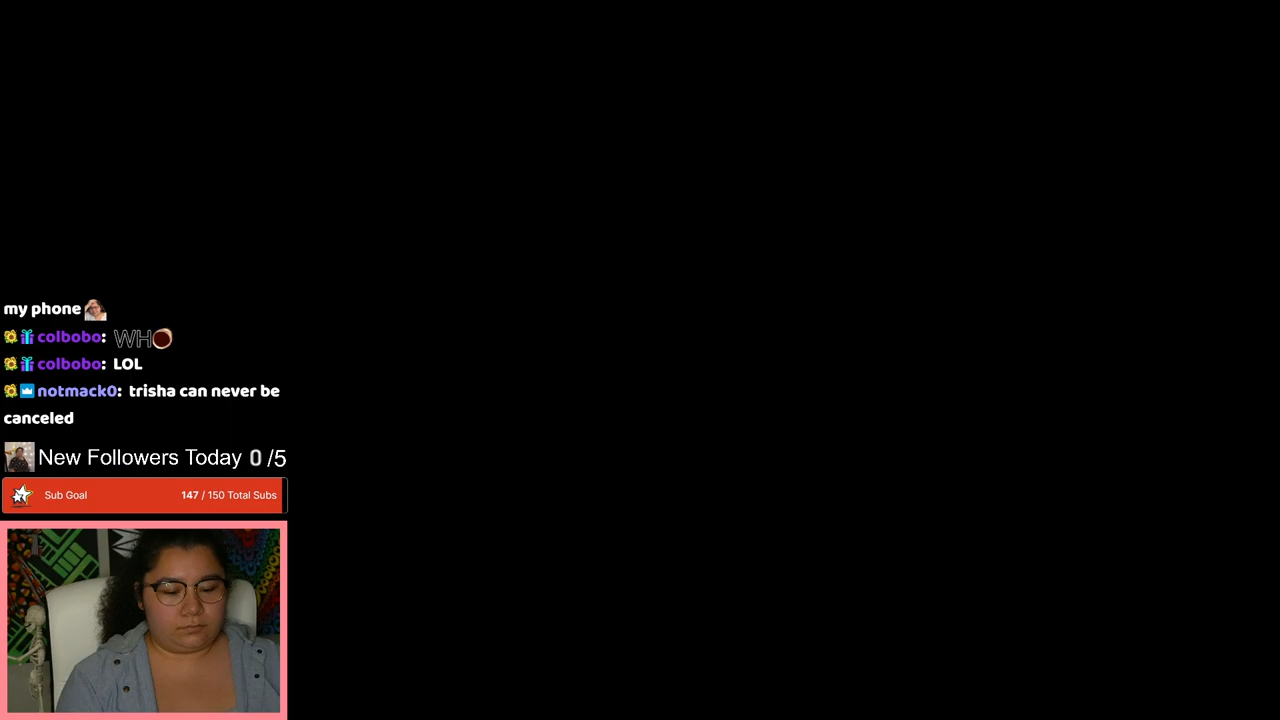 my phone
colbobo: WHO
colbobo: LOL
notmack0: trisha can never be
canceled
New Followers Today 0 /5
Sub Goal 147 / 150 Total Subs